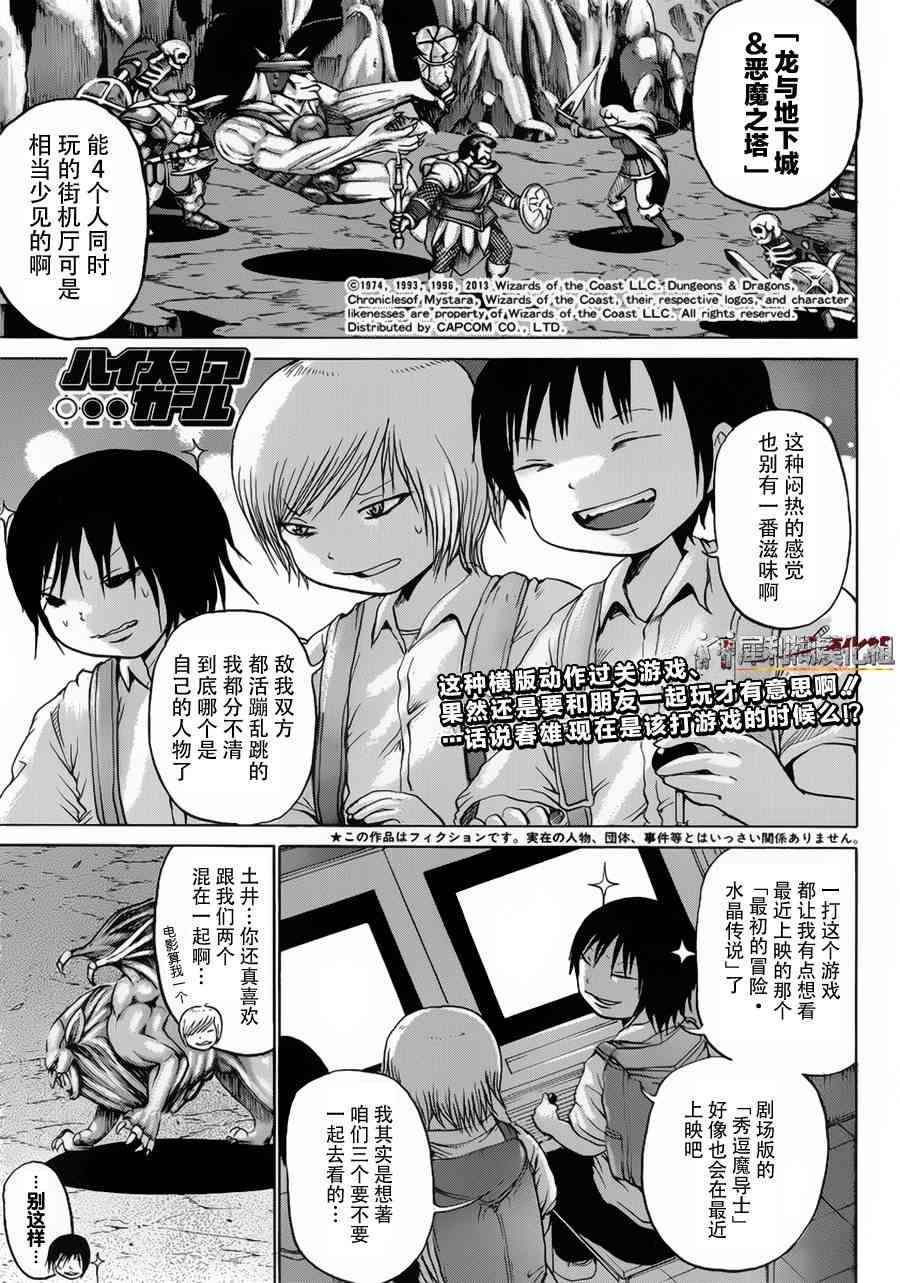 「龙与地下城
&恶魔之塔」
能4个人同时
玩的街机厅可是
相当少见的啊
©1974, 1993, 1996, 2013 Wizards of the Coast LLC. Dungeons & Dragons,
Chroniclesof Mystara, Wizards of the Coast, their respective logos, and character
likenesses are property of Wizards of the Coast LLC. All rights reserved.
Distributed by CAPCOM CO., LTD.
ハイスコア
ガール
这种闷热的感觉
也别有一番滋味
啊
敌我双方
都活蹦乱跳的
我都分不清
到底哪个是
自己的人物了
这种横版动作过关游戏、
果然还是要和朋友一起玩才有意思啊!!
…话说春雄 现在是该打游戏的时候么!?
★この作品はフィクションです。実在の人物、団体、事件等とはいっさい関係ありません。
一打这个游戏
都让我有点想看
最近上映的那个
「最初的冒险·
水晶传说」了
剧场版的
「秀逗魔导士」
好像也会在最近
上映吧
我其实是想著
咱们三个要不要
一起去看的…
土井…你还真喜欢
跟我们两个
混在一起啊…
电影算我一个
…别这样…